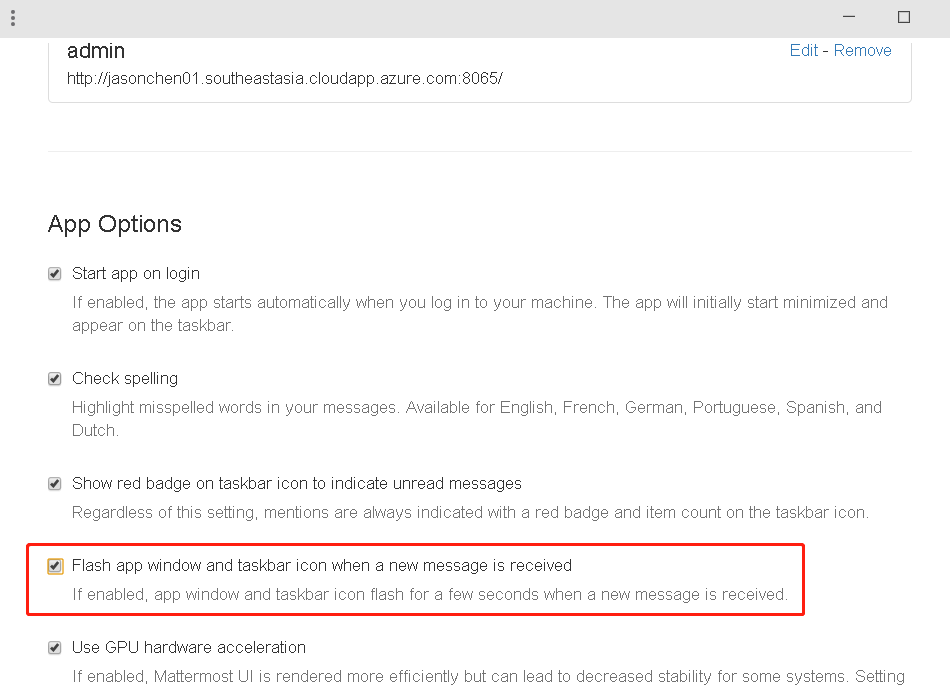 admin
Edit - Remove
http://jasonchen01.southeastasia.cloudapp.azure.com:8065/
App Options
Start app on login
If enabled, the app starts automatically when you log in to your machine. The app will initially start minimized and
appear on the taskbar.
Check spelling
Highlight misspelled words in your messages. Available for English, French, German, Portuguese, Spanish, and
Dutch.
Show red badge on taskbar icon to indicate unread messages
Regardless of this setting, mentions are always indicated with a red badge and item count on the taskbar icon.
Flash app window and taskbar icon when a new message is received
If enabled, app window and taskbar icon flash for a few seconds when a new message is received.
Use GPU hardware acceleration
If enabled, Mattermost UI is rendered more efficiently but can lead to decreased stability for some systems. Setting